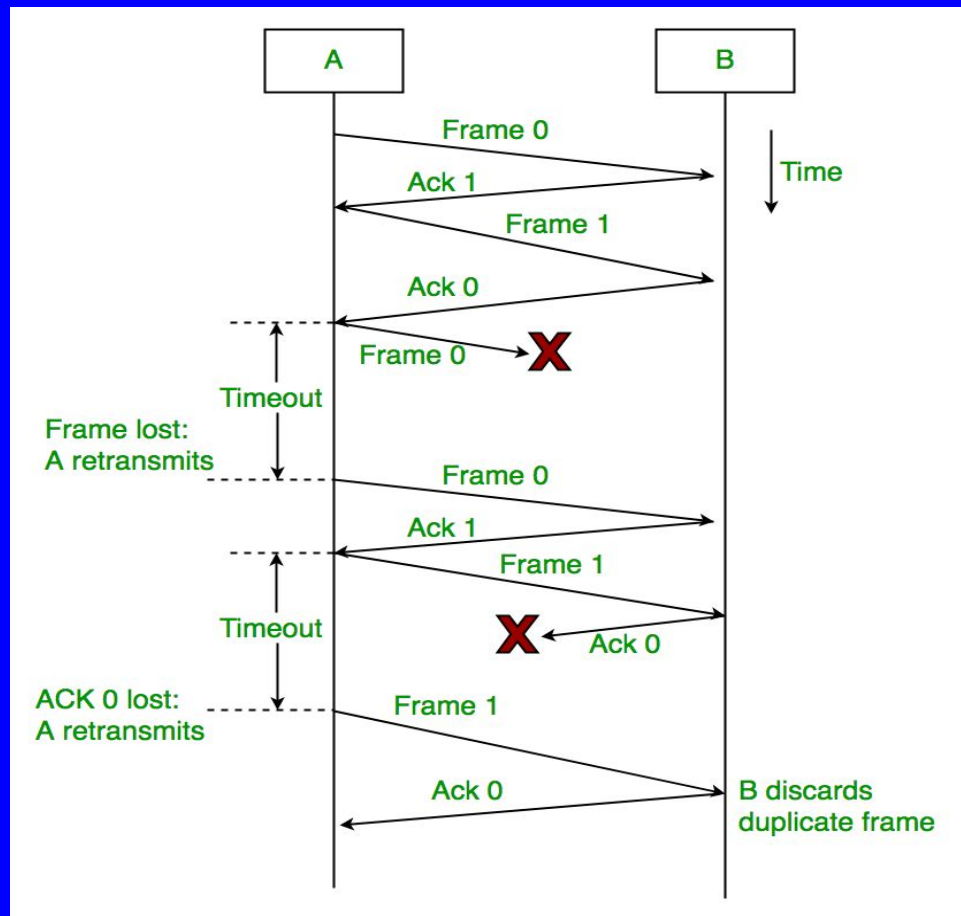 A
B
Frame 0
Time
Ack 1
Frame 1
Ack 0
Frame 0
X
Timeout
Frame lost:
A retransmits
Frame 0
Ack 1
Frame 1
X
Timeout
Ack 0
ACK 0 lost:
A retransmits
Frame 1
Ack 0
B discards
duplicate frame